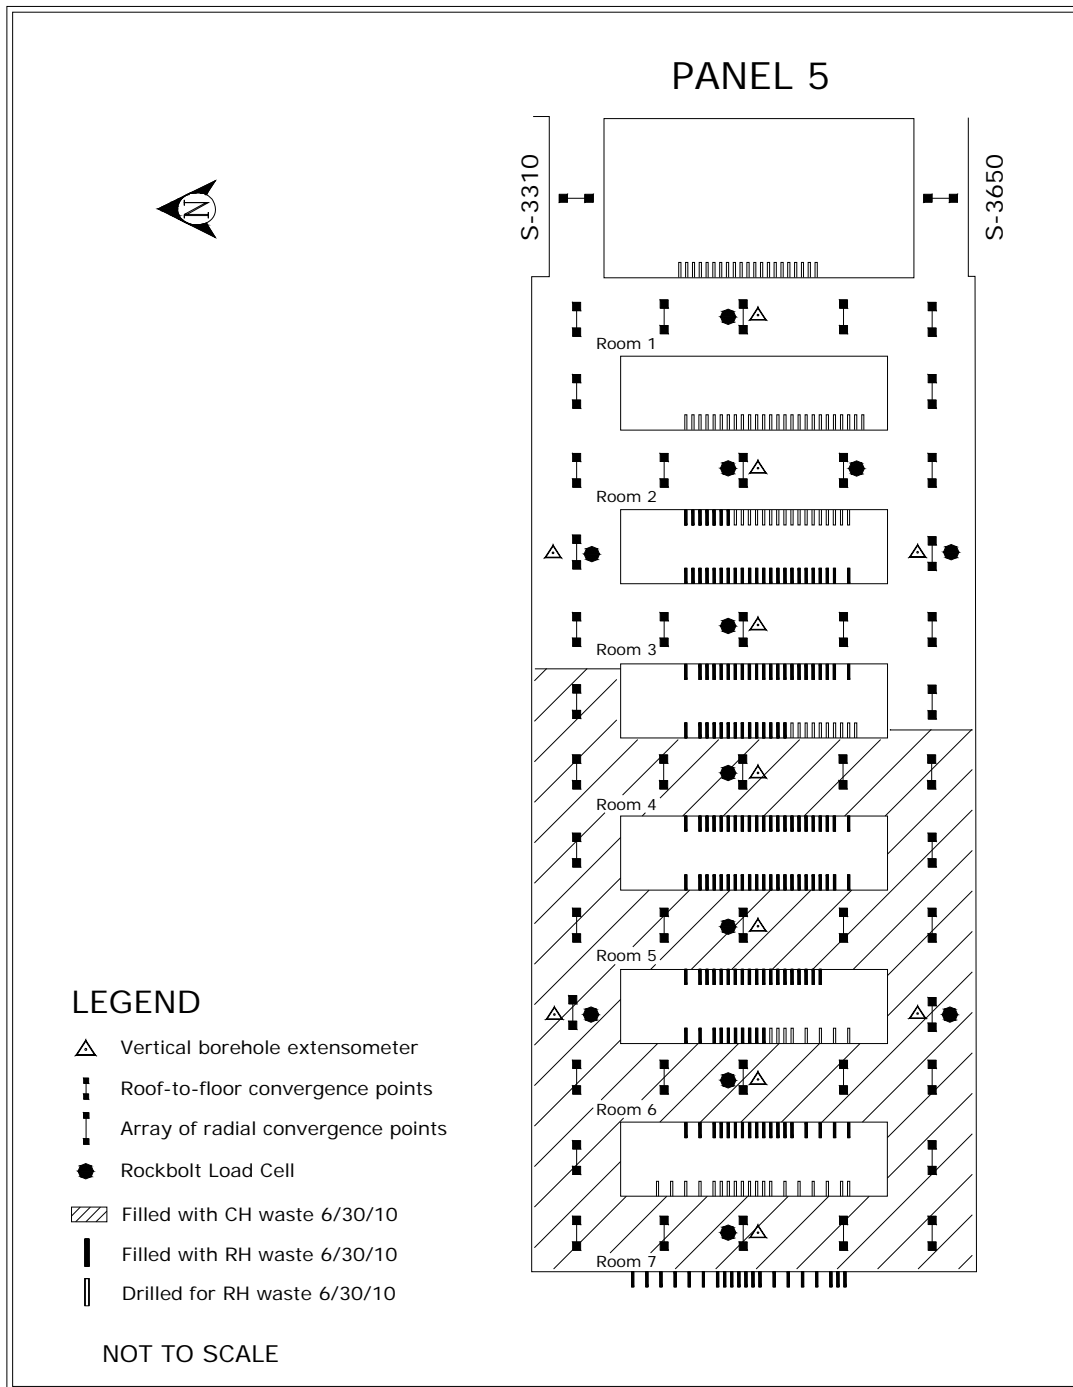 PANEL 5
S-3310
S-3650
N
Room 1
Room 2
Room 3
Room 4
Room 5
Room 6
Room 7
LEGEND
Vertical borehole extensometer
Roof-to-floor convergence points
Array of radial convergence points
Rockbolt Load Cell
Filled with CH waste 6/30/10
Filled with RH waste 6/30/10
Drilled for RH waste 6/30/10
NOT TO SCALE